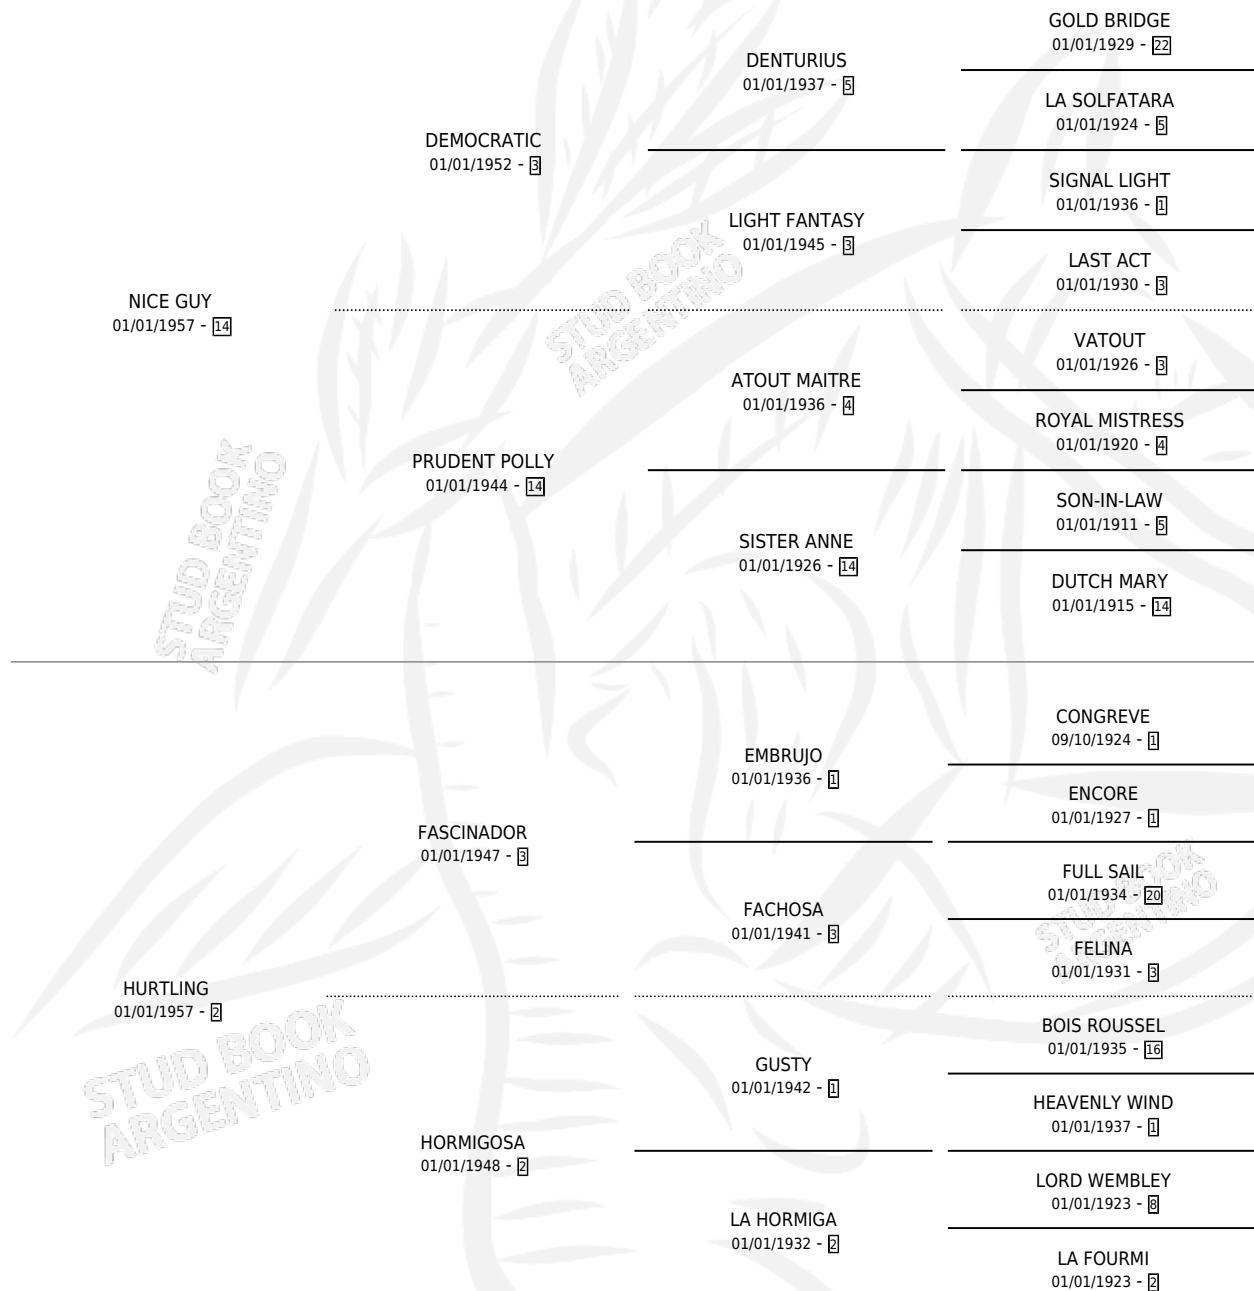 GOLD BRIDGE
01/01/1929 - 22
DENTURIUS
01/01/1937 - 5
LA SOLFATARA
01/01/1924 - 5
DEMOCRATIC
01/01/1952 - 3
SIGNAL LIGHT
01/01/1936 - 1
LIGHT FANTASY
01/01/1945 - 3
LAST ACT
01/01/1930 - 3
NICE GUY
01/01/1957 - 14
VATOUT
01/01/1926 - 3
ATOUT MAITRE
01/01/1936 - 4
ROYAL MISTRESS
01/01/1920 - 4
PRUDENT POLLY
01/01/1944 - 14
SON-IN-LAW
01/01/1911 - 5
SISTER ANNE
01/01/1926 - 14
DUTCH MARY
01/01/1915 - 14
STUD BOOK
ARGENTINO
STUD BOOK
ARGENTINO
CONGREVE
09/10/1924 - 1
EMBRUJO
01/01/1936 - 1
ENCORE
01/01/1927 - 1
FASCINADOR
01/01/1947 - 3
FULL SAIL
01/01/1934 - 20
FACHOSA
01/01/1941 - 3
FELINA
01/01/1931 - 3
HURTLING
01/01/1957 - 2
BOIS ROUSSEL
01/01/1935 - 16
GUSTY
01/01/1942 - 1
HEAVENLY WIND
01/01/1937 - 1
HORMIGOSA
01/01/1948 - 2
LORD WEMBLEY
01/01/1923 - 8
LA HORMIGA
01/01/1932 - 2
LA FOURMI
01/01/1923 - 2
STUD BOOK
ARGENTINO
STUD BOOK
ARGENTINO